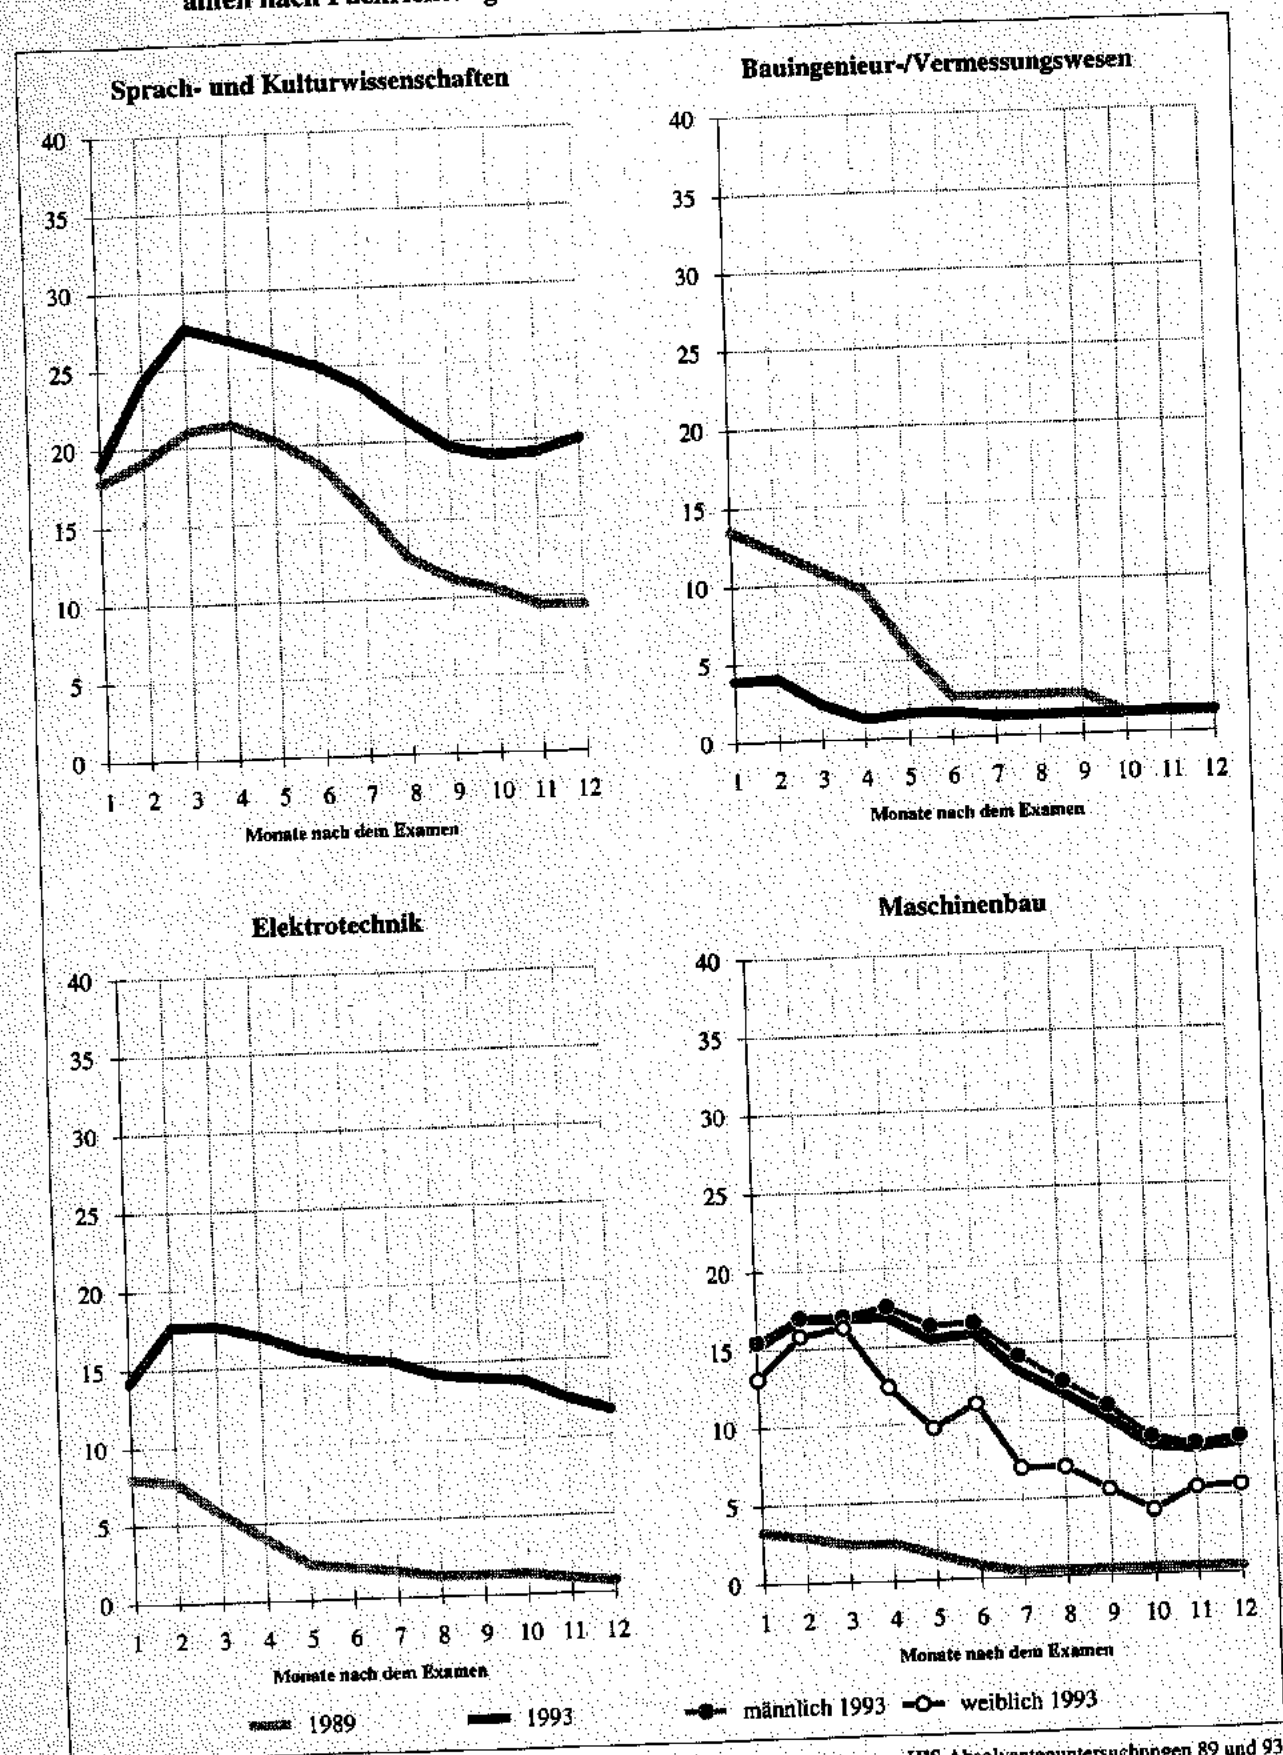 Sprach- und Kulturwissenschaften
40
35
30
25
20
15
10
5
0
1 2 3 4 5 6 7 8 9 10 11 12
Monate nach dem Examen
Bauingenieur-/Vermessungswesen
40
35
30
25
20
15
10
5
0
1 2 3 4 5 6 7 8 9 10 11 12
Monate nach dem Examen
Elektrotechnik
40
35
30
25
20
15
10
5
0
1 2 3 4 5 6 7 8 9 10 11 12
Monate nach dem Examen
Maschinenbau
40
35
30
25
20
15
10
5
0
1 2 3 4 5 6 7 8 9 10 11 12
Monate nach dem Examen
1989 1993 männlich 1993 weiblich 1993
89 und 93